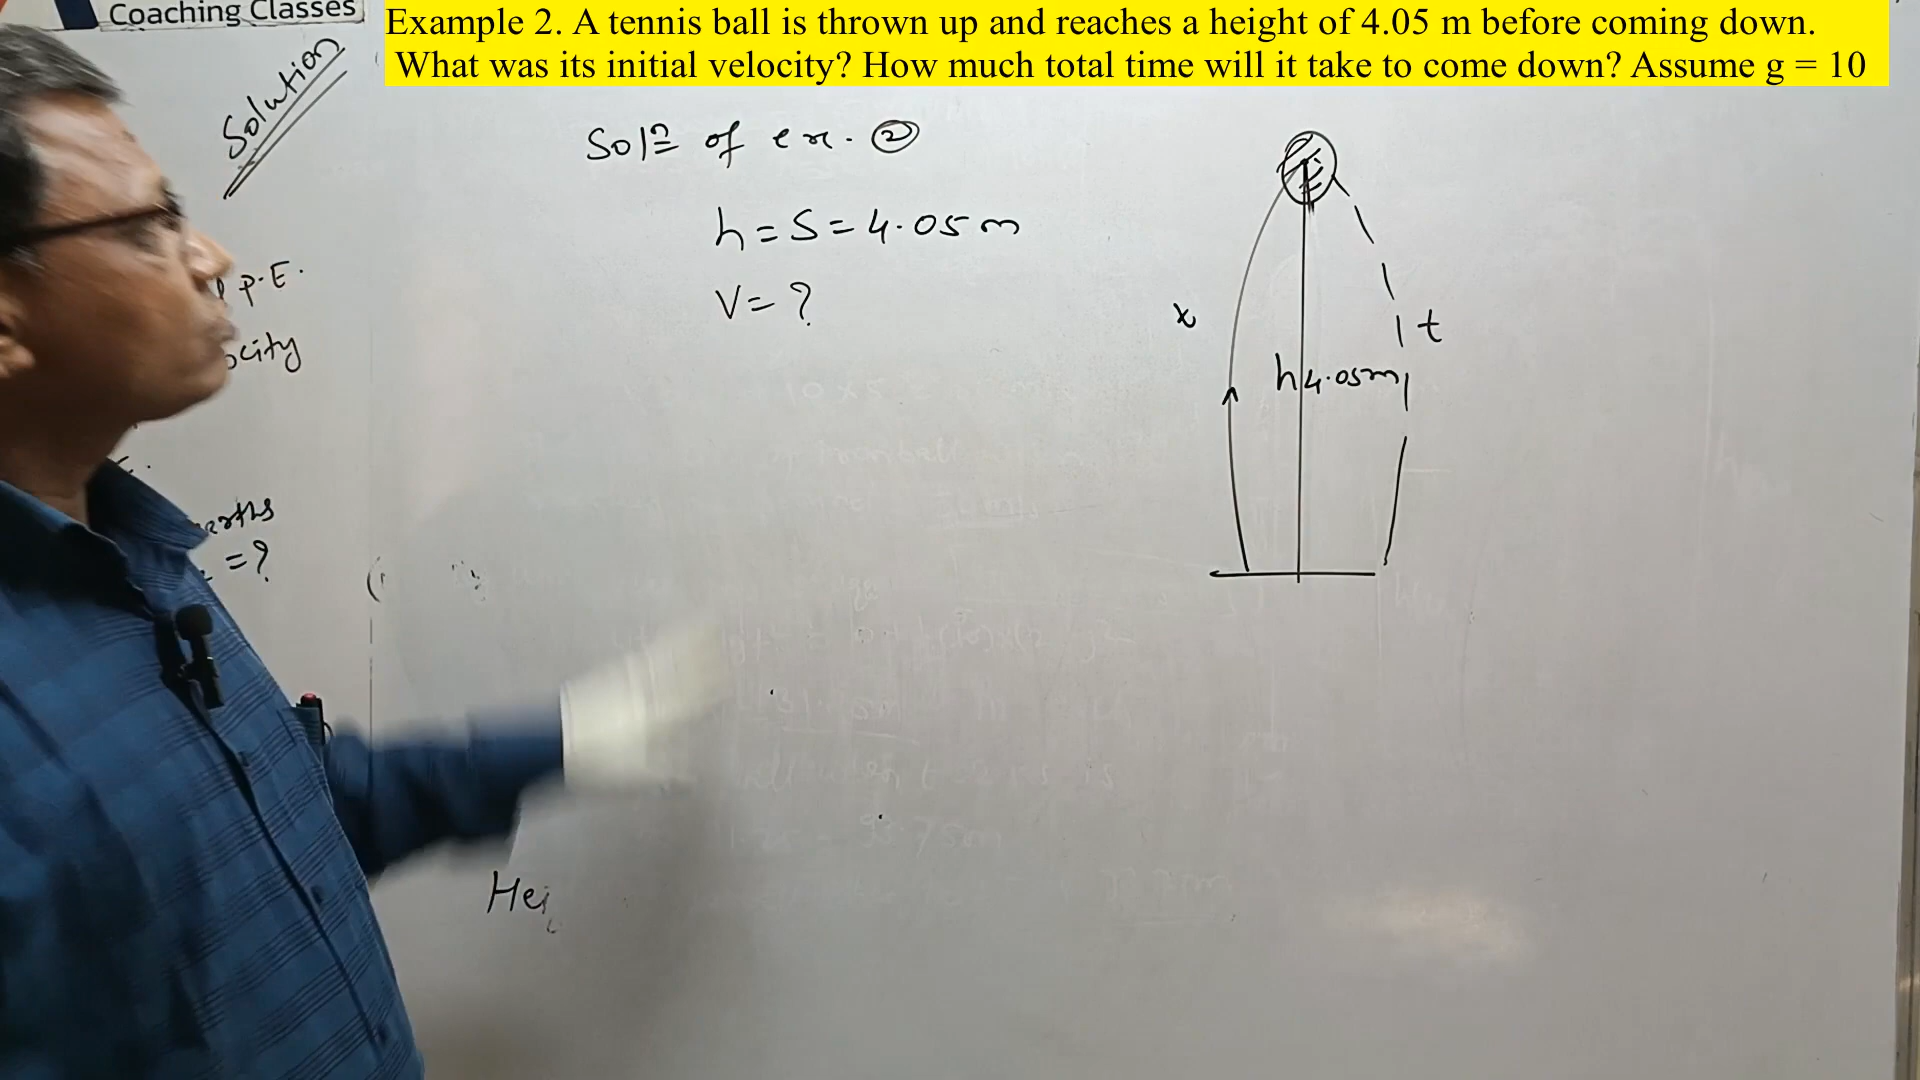 Coaching Classes
Example 2. A tennis ball is thrown up and reaches a height of 4.05 m before coming down.
What was its initial velocity? How much total time will it take to come down? Assume g = 10
Solution
Solⁿ of ex. ②
h = S = 4.05 m
V = ?
P.E.
ocity
arths
= ?
t
t
h 4.05m
Hei